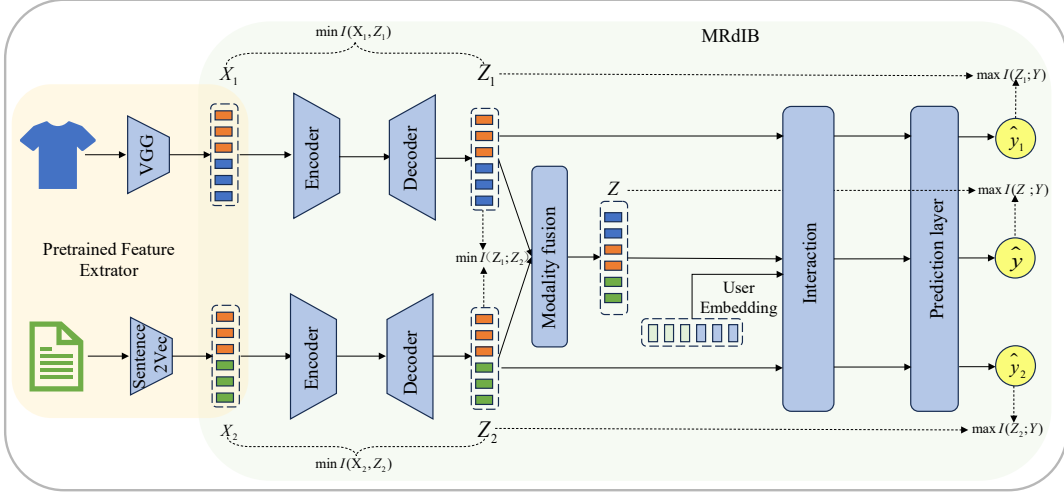 min I(X₁, Z₁)
MRdIB
X₁
Z₁
max I(Z₁;Y)
VGG
Encoder
Decoder
ŷ₁
Z
max I(Z ;Y)
Pretrained Feature
Extrator
min I(Z₁;Z₂)
Modality fusion
User
Embedding
Interaction
Prediction layer
ŷ
Sentence
2Vec
Encoder
Decoder
ŷ₂
X₂
Z₂
max I(Z₂;Y)
min I(X₂, Z₂)